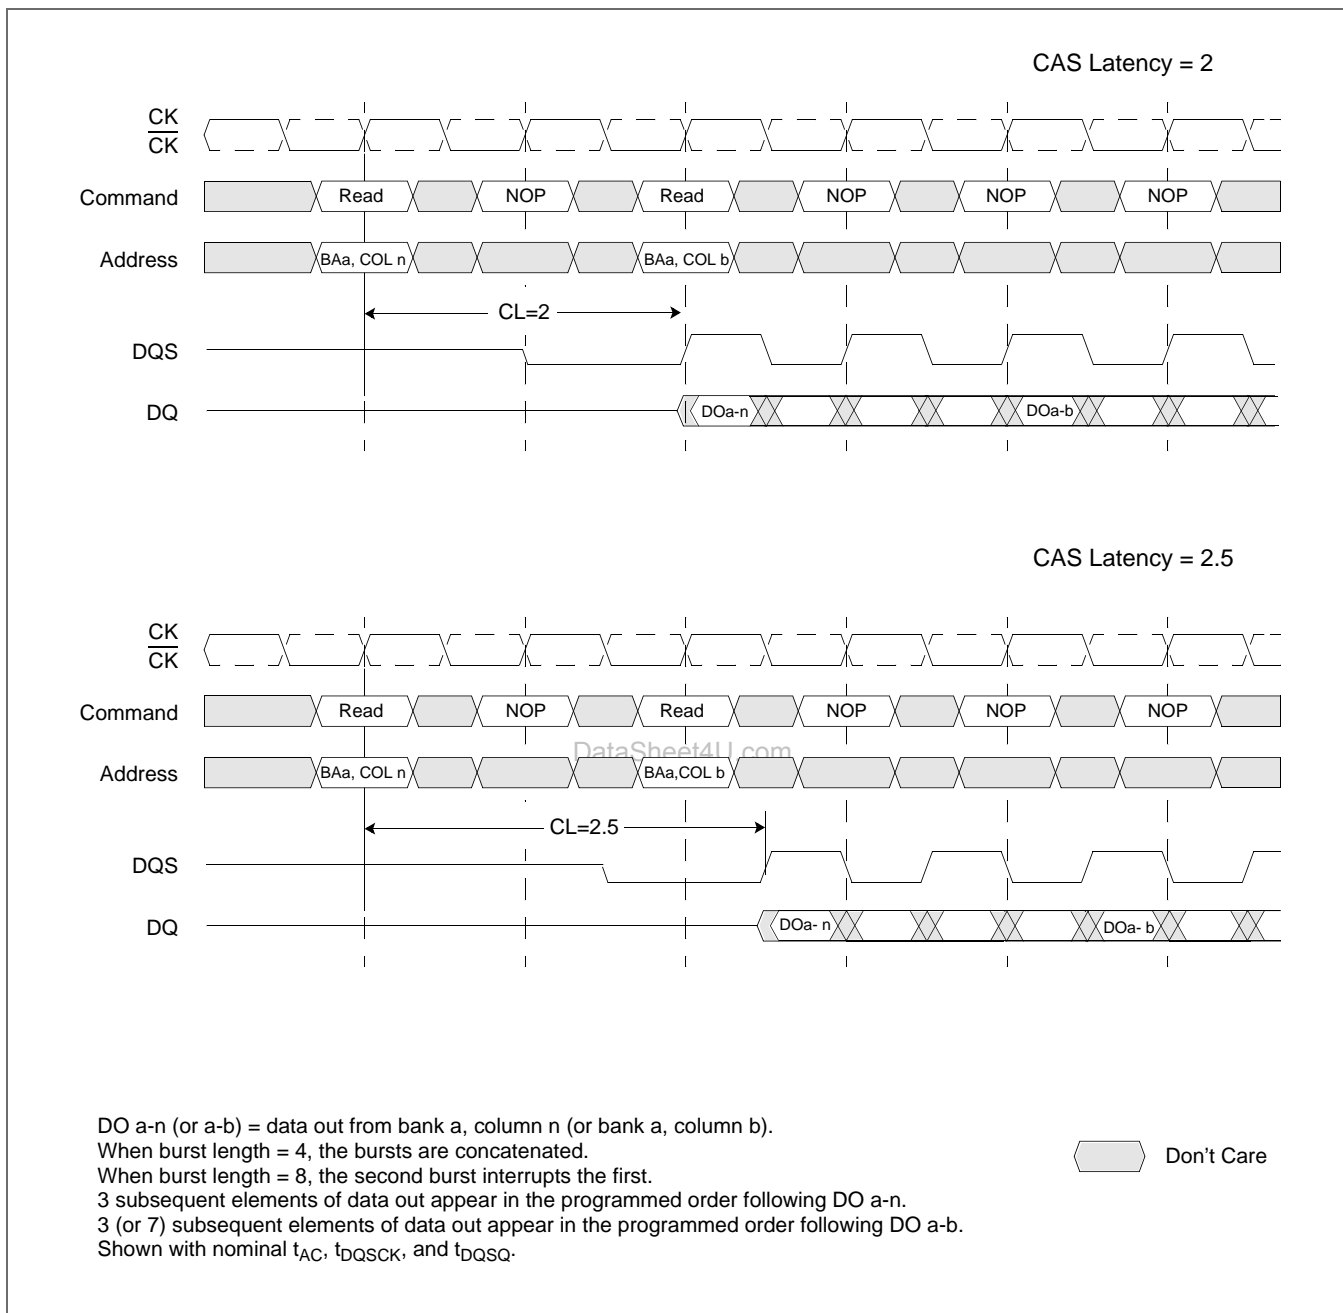 CAS Latency = 2
CK
CK
Command Read NOP Read NOP NOP NOP
Address BAa, COL n BAa, COL b
CL=2
DQS
DQ DOa-n DOa-b
CAS Latency = 2.5
CK
CK
Command Read NOP Read NOP NOP NOP
DataSheet4U.com
Address BAa, COL n BAa,COL b
CL=2.5
DQS
DQ DOa- n DOa- b
DO a-n (or a-b) = data out from bank a, column n (or bank a, column b).
When burst length = 4, the bursts are concatenated.
When burst length = 8, the second burst interrupts the first.
3 subsequent elements of data out appear in the programmed order following DO a-n.
3 (or 7) subsequent elements of data out appear in the programmed order following DO a-b.
Shown with nominal tAC, tDQSCK, and tDQSQ.
Don't Care